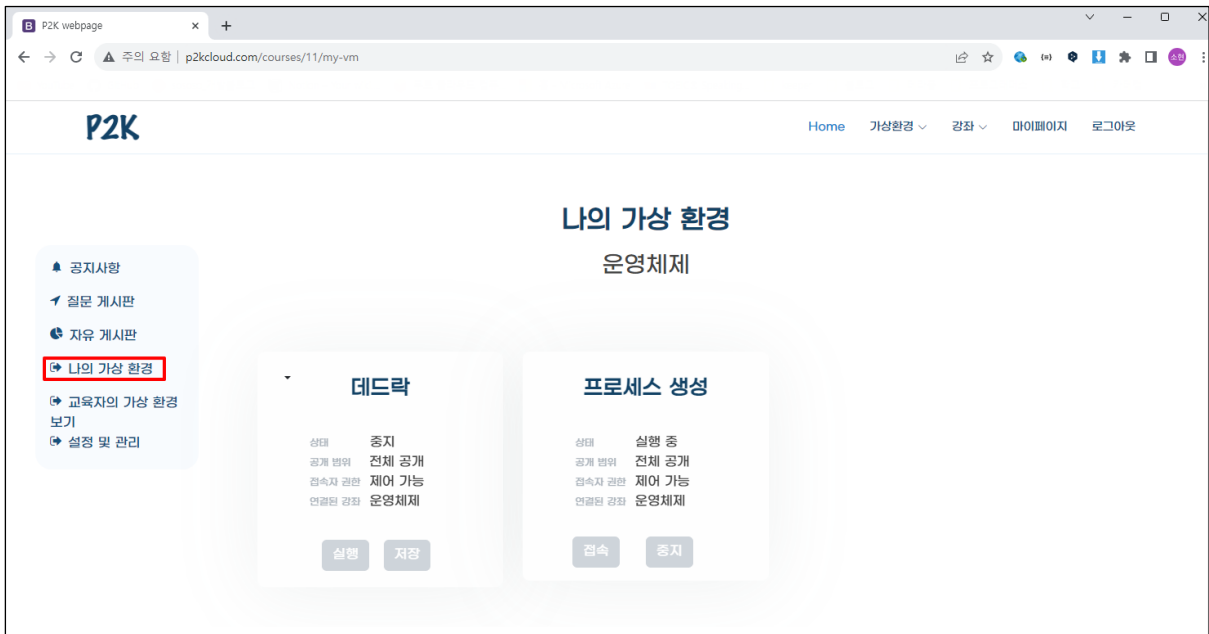 P2K webpage
주의 요함 | p2kcloud.com/courses/11/my-vm
소현
P2K
Home 가상환경 강좌 마이페이지 로그아웃
나의 가상 환경
운영체제
공지사항
질문 게시판
자유 게시판
나의 가상 환경
교육자의 가상 환경
보기
설정 및 관리
데드락
상태 중지
공개 범위 전체 공개
접속자 권한 제어 가능
연결된 강좌 운영체제
실행 저장
프로세스 생성
상태 실행 중
공개 범위 전체 공개
접속자 권한 제어 가능
연결된 강좌 운영체제
접속 중지